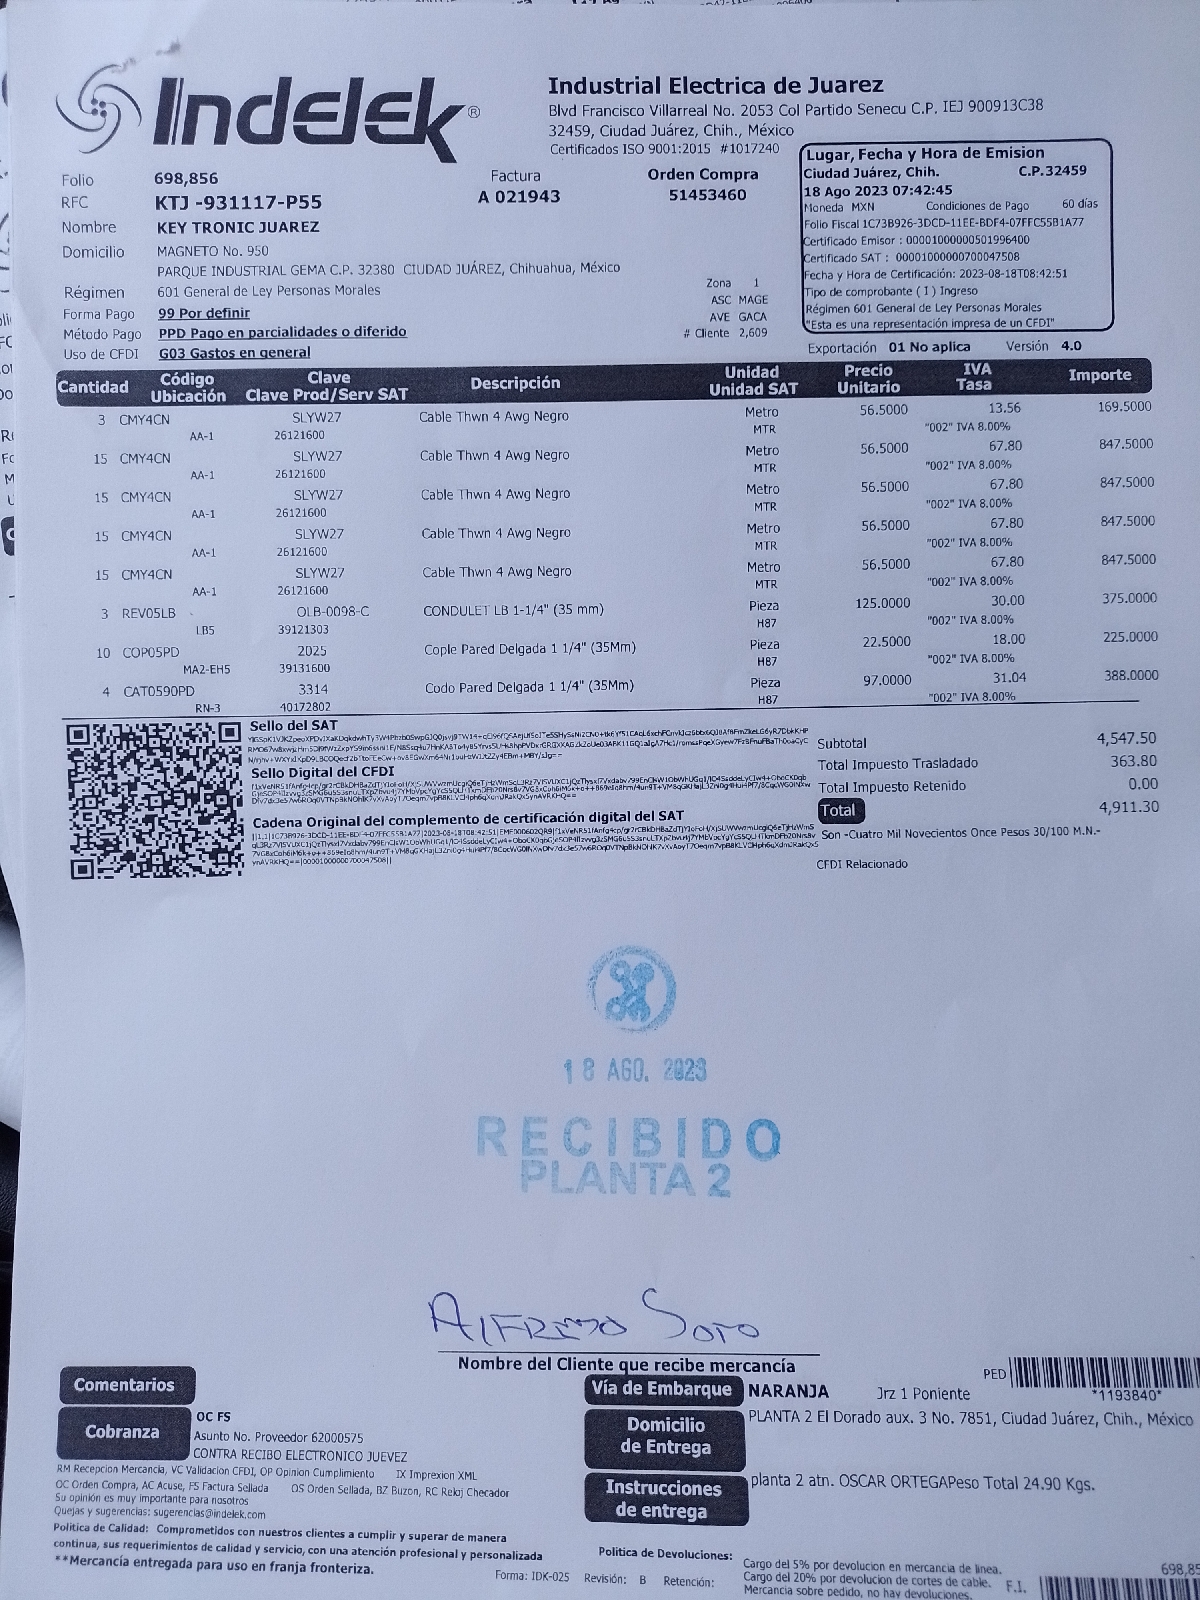 Indelek®
Industrial Electrica de Juarez
Blvd Francisco Villarreal No. 2053 Col Partido Senecu C.P. IEJ 900913C38
32459, Ciudad Juárez, Chih., México
Certificados ISO 9001:2015 #1017240
Folio 698,856
Factura
A 021943
Orden Compra
51453460
RFC KTJ -931117-P55
Nombre KEY TRONIC JUAREZ
Domicilio MAGNETO No. 950
PARQUE INDUSTRIAL GEMA C.P. 32380 CIUDAD JUÁREZ, Chihuahua, México
Régimen 601 General de Ley Personas Morales
Forma Pago 99 Por definir
Método Pago PPD Pago en parcialidades o diferido
Uso de CFDI G03 Gastos en general
Zona 1
ASC MAGE
AVE GACA
# Cliente 2,609
Lugar, Fecha y Hora de Emision
Ciudad Juárez, Chih. C.P.32459
18 Ago 2023 07:42:45
Moneda MXN Condiciones de Pago 60 días
Folio Fiscal 1C73B926-3DCD-11EE-BDF4-07FFC55B1A77
Certificado Emisor : 00001000000501996400
Certificado SAT : 00001000000700047508
Fecha y Hora de Certificación: 2023-08-18T08:42:51
Tipo de comprobante ( I ) Ingreso
Régimen 601 General de Ley Personas Morales
"Esta es una representación impresa de un CFDI"
Exportación 01 No aplica Versión 4.0
Cantidad Código Ubicación Clave Clave Prod/Serv SAT Descripción Unidad Unidad SAT Precio Unitario IVA Tasa Importe
3 CMY4CN SLYW27 Cable Thwn 4 Awg Negro Metro 56.5000 13.56 169.5000
AA-1 26121600 MTR "002" IVA 8.00%
15 CMY4CN SLYW27 Cable Thwn 4 Awg Negro Metro 56.5000 67.80 847.5000
AA-1 26121600 MTR "002" IVA 8.00%
15 CMY4CN SLYW27 Cable Thwn 4 Awg Negro Metro 56.5000 67.80 847.5000
AA-1 26121600 MTR "002" IVA 8.00%
15 CMY4CN SLYW27 Cable Thwn 4 Awg Negro Metro 56.5000 67.80 847.5000
AA-1 26121600 MTR "002" IVA 8.00%
15 CMY4CN SLYW27 Cable Thwn 4 Awg Negro Metro 56.5000 67.80 847.5000
AA-1 26121600 MTR "002" IVA 8.00%
3 REV05LB OLB-0098-C CONDULET LB 1-1/4" (35 mm) Pieza 125.0000 30.00 375.0000
LB5 39121303 H87 "002" IVA 8.00%
10 COP05PD 2025 Cople Pared Delgada 1 1/4" (35Mm) Pieza 22.5000 18.00 225.0000
MA2-EH5 39131600 H87 "002" IVA 8.00%
4 CAT0590PD 3314 Codo Pared Delgada 1 1/4" (35Mm) Pieza 97.0000 31.04 388.0000
RN-3 40172802 H87 "002" IVA 8.00%
Sello del SAT
Sello Digital del CFDI
Cadena Original del complemento de certificación digital del SAT
Subtotal 4,547.50
Total Impuesto Trasladado 363.80
Total Impuesto Retenido 0.00
Total 4,911.30
Son -Cuatro Mil Novecientos Once Pesos 30/100 M.N.-
CFDI Relacionado
18 AGO. 2023
RECIBIDO
PLANTA 2
Alfredo Soto
Nombre del Cliente que recibe mercancía
Comentarios
Cobranza
OC FS
Asunto No. Proveedor 62000575
CONTRA RECIBO ELECTRONICO JUEVEZ
Vía de Embarque NARANJA Jrz 1 Poniente
PED *1193840*
Domicilio de Entrega PLANTA 2 El Dorado aux. 3 No. 7851, Ciudad Juárez, Chih., México
Instrucciones de entrega planta 2 atn. OSCAR ORTEGAPeso Total 24.90 Kgs.
RM Recepcion Mercancia, VC Validacion CFDI, OP Opinion Cumplimiento IX Imprexion XML
OC Orden Compra, AC Acuse, FS Factura Sellada OS Orden Sellada, BZ Buzon, RC Reloj Checador
Su opinión es muy importante para nosotros
Quejas y sugerencias: sugerencias@indelek.com
Politica de Calidad: Comprometidos con nuestros clientes a cumplir y superar de manera
continua, sus requerimientos de calidad y servicio, con una atención profesional y personalizada
**Mercancía entregada para uso en franja fronteriza.
Forma: IDK-025 Revisión: B Retención:
Politica de Devoluciones:
Cargo del 5% por devolucion en mercancia de linea.
Cargo del 20% por devolucion de cortes de cable.
Mercancia sobre pedido, no hay devoluciones.
F.I.
698,85